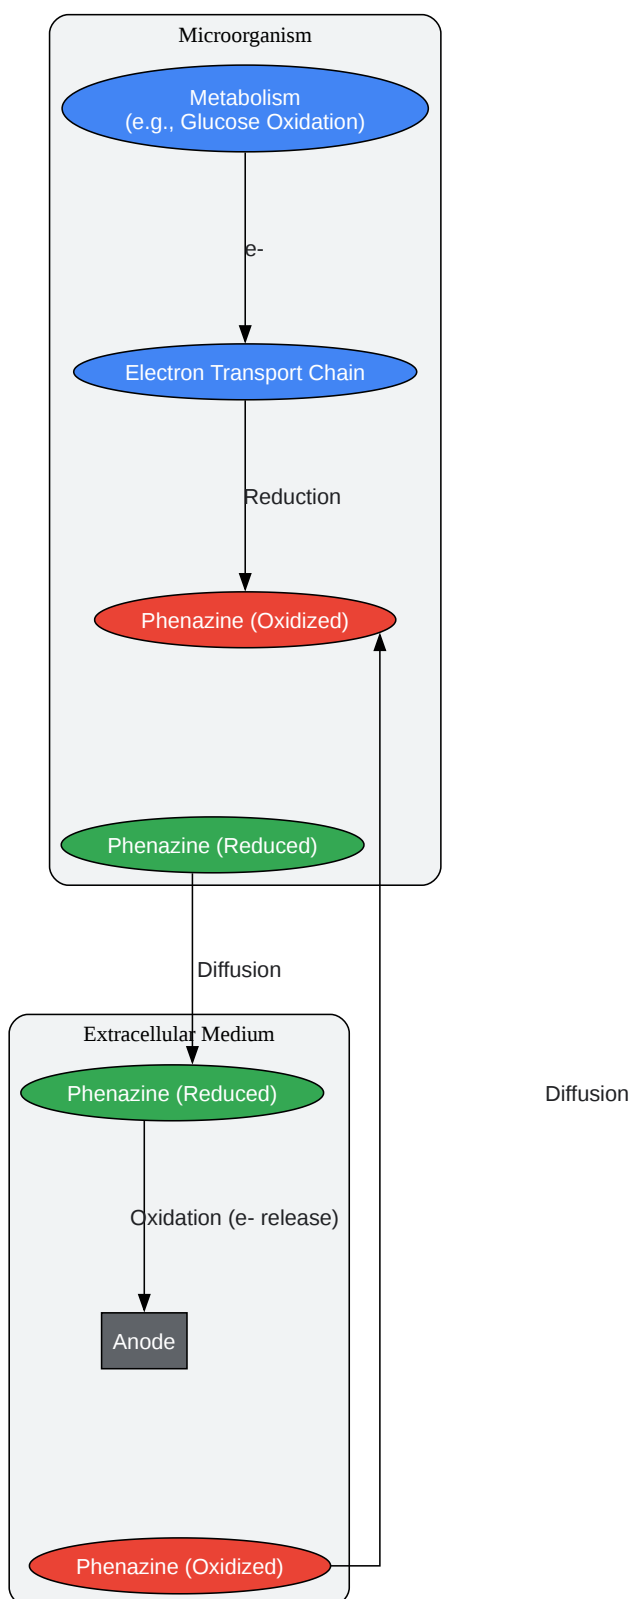 Microorganism
Metabolism
(e.g., Glucose Oxidation)
e-
Electron Transport Chain
Reduction
Phenazine (Oxidized)
Phenazine (Reduced)
Diffusion
Extracellular Medium
Phenazine (Reduced)
Diffusion
Oxidation (e- release)
Anode
Phenazine (Oxidized)